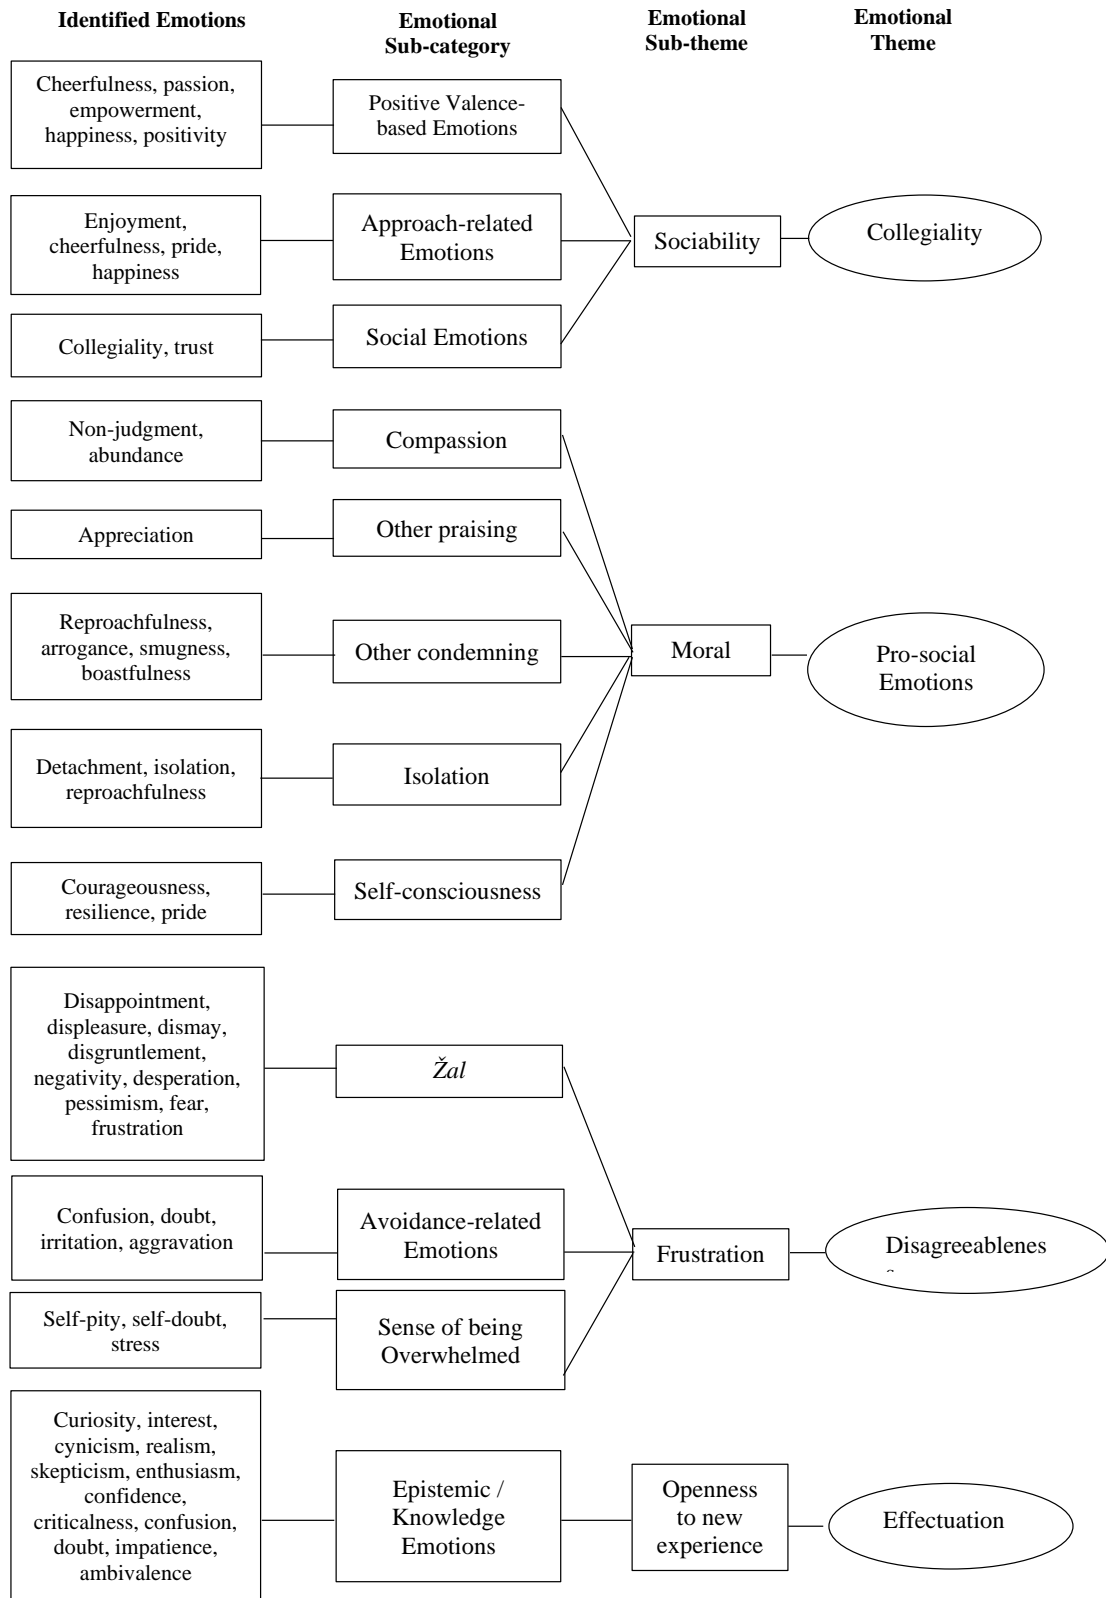 Identified Emotions
Emotional
Sub-category
Emotional
Sub-theme
Emotional
Theme
Cheerfulness, passion,
empowerment,
happiness, positivity
Positive Valence-
based Emotions
Enjoyment,
cheerfulness, pride,
happiness
Approach-related
Emotions
Sociability
Collegiality
Collegiality, trust
Social Emotions
Non-judgment,
abundance
Compassion
Appreciation
Other praising
Reproachfulness,
arrogance, smugness,
boastfulness
Other condemning
Moral
Pro-social
Emotions
Detachment, isolation,
reproachfulness
Isolation
Courageousness,
resilience, pride
Self-consciousness
Disappointment,
displeasure, dismay,
disgruntlement,
negativity, desperation,
pessimism, fear,
frustration
Žal
Confusion, doubt,
irritation, aggravation
Avoidance-related
Emotions
Frustration
Disagreeablenes
Self-pity, self-doubt,
stress
Sense of being
Overwhelmed
Curiosity, interest,
cynicism, realism,
skepticism, enthusiasm,
confidence,
criticalness, confusion,
doubt, impatience,
ambivalence
Epistemic /
Knowledge
Emotions
Openness
to new
experience
Effectuation